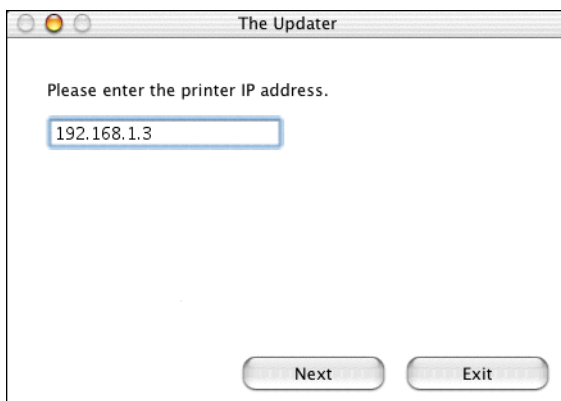 The Updater
Please enter the printer IP address.
192.168.1.3
Next Exit